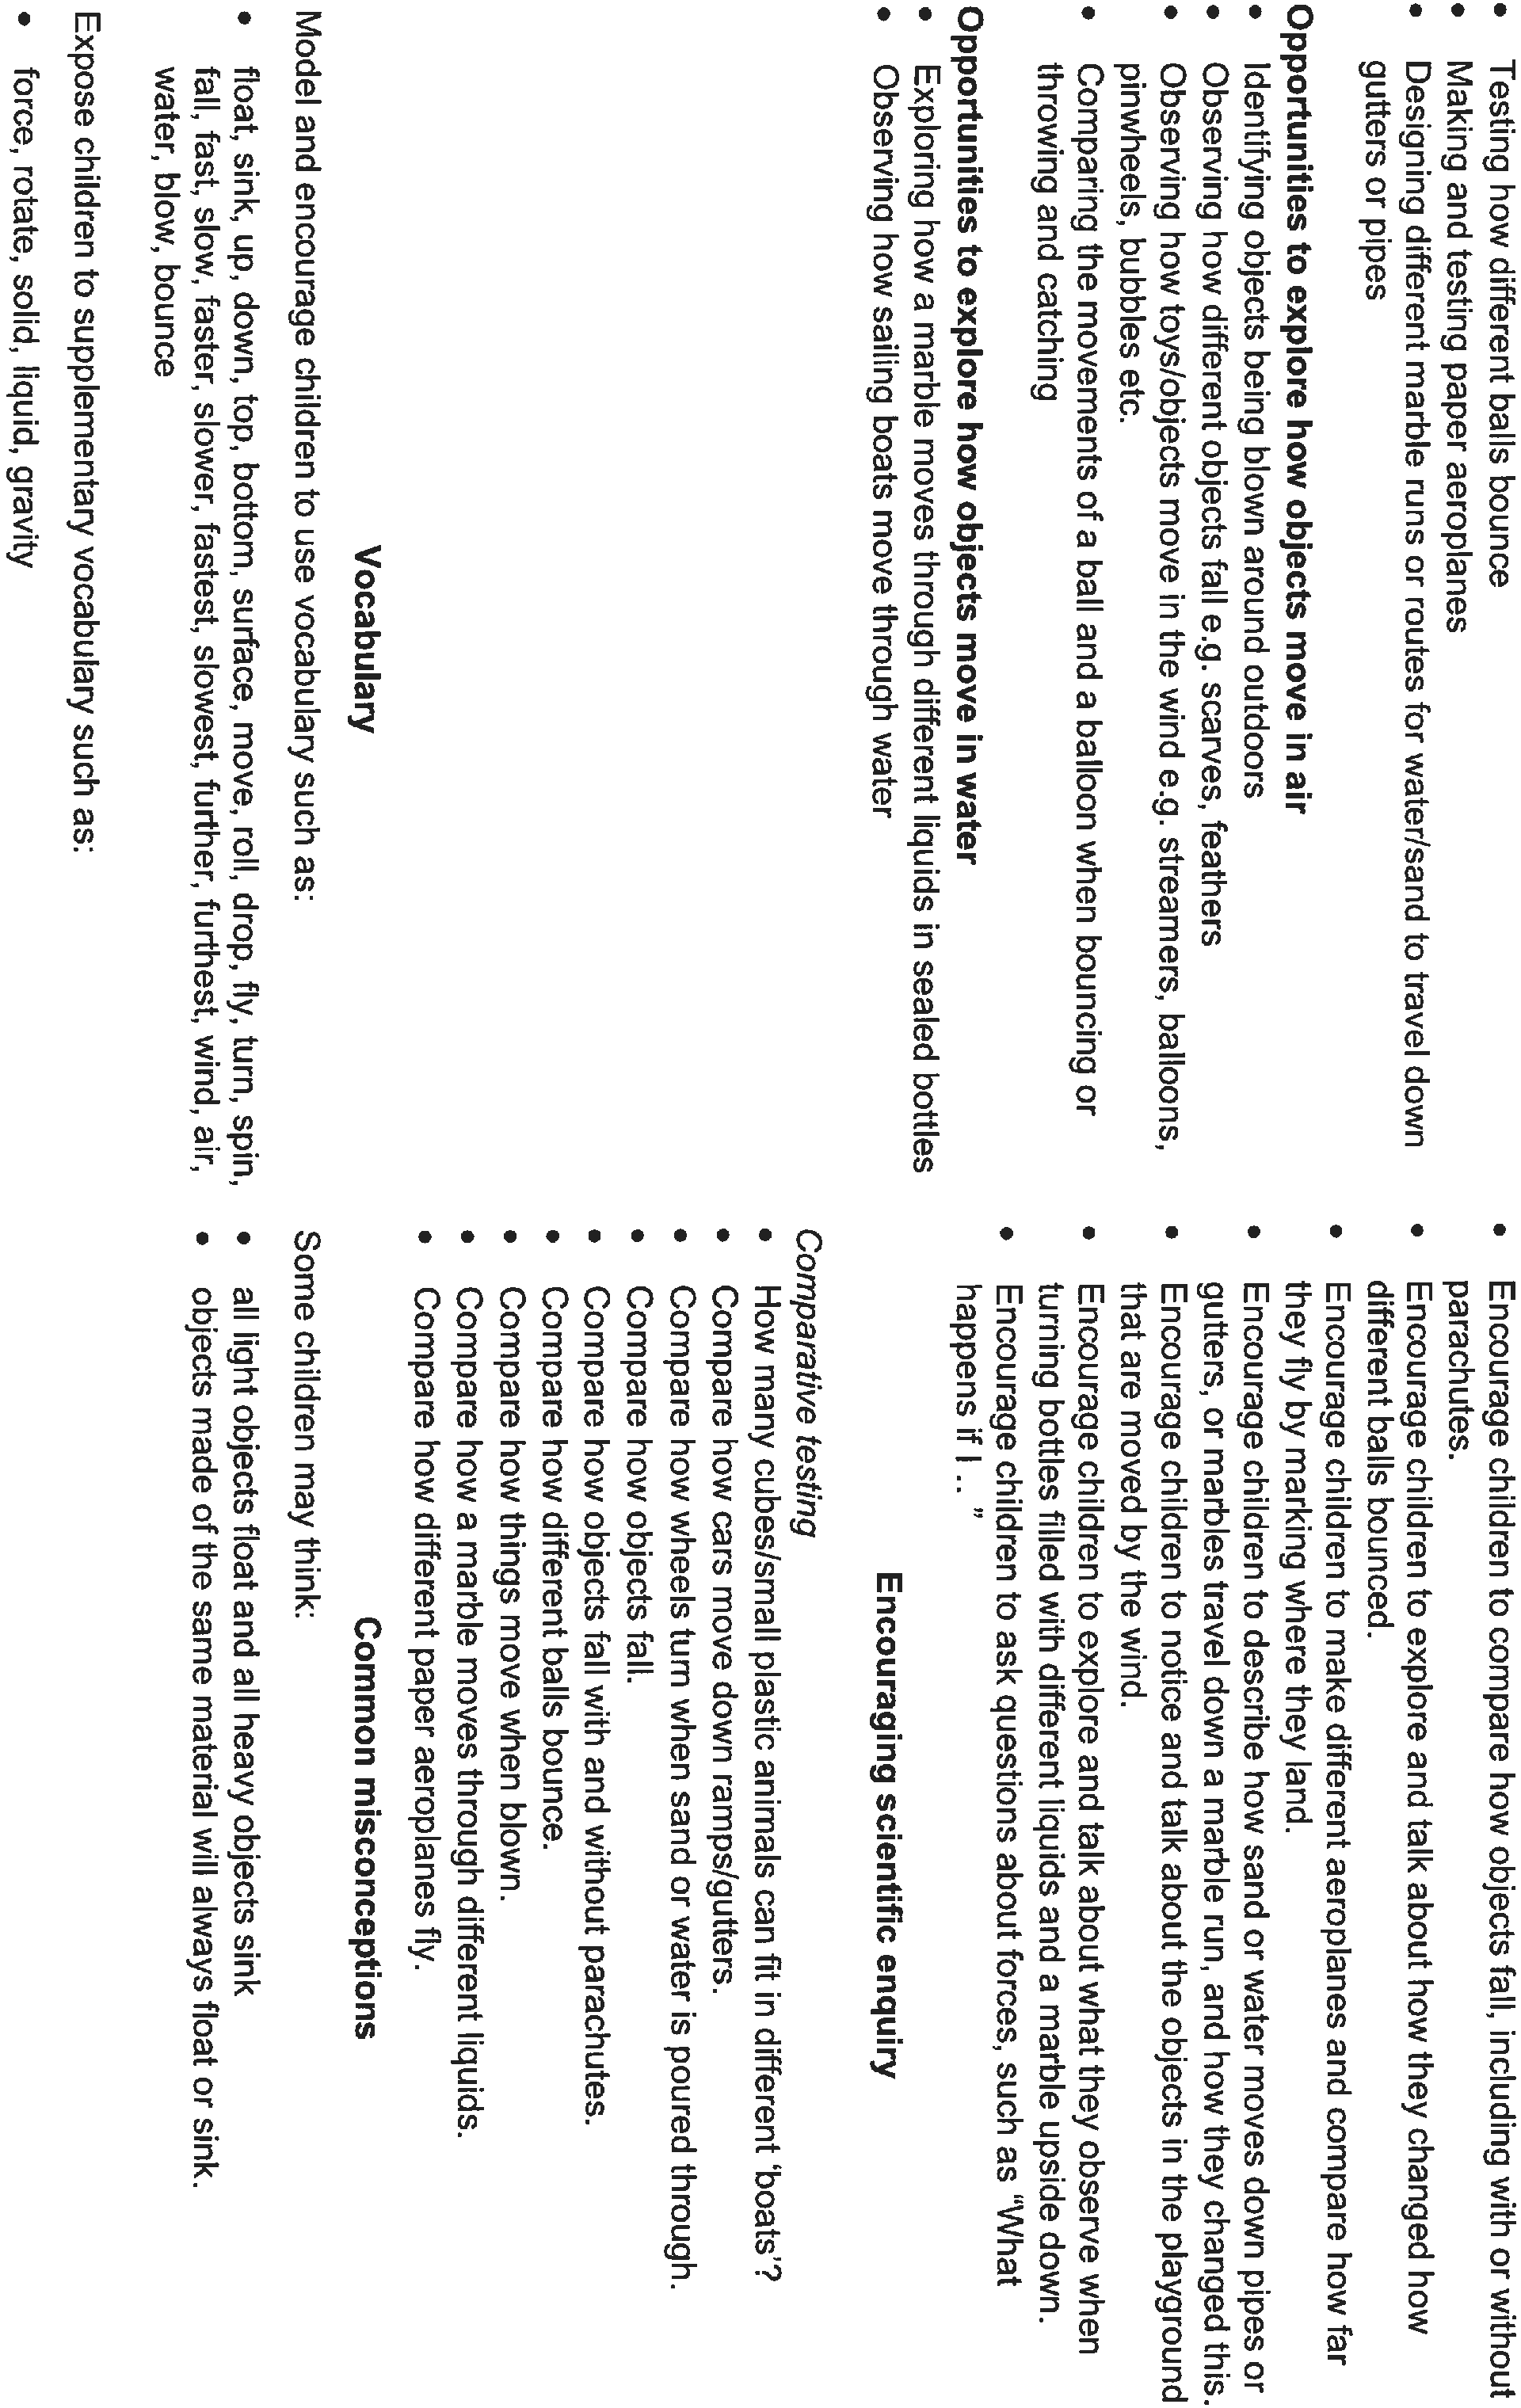 • Testing how different balls bounce
• Making and testing paper aeroplanes
• Designing different marble runs or routes for water/sand to travel down
gutters or pipes
Opportunities to explore how objects move in air
• Identifying objects being blown around outdoors
• Observing how different objects fall e.g. scarves, feathers
• Observing how toys/objects move in the wind e.g. streamers, balloons,
pinwheels, bubbles etc.
• Comparing the movements of a ball and a balloon when bouncing or
throwing and catching
Opportunities to explore how objects move in water
• Exploring how a marble moves through different liquids in sealed bottles
• Observing how sailing boats move through water
• Encourage children to compare how objects fall, including with or without
parachutes.
• Encourage children to explore and talk about how they changed how
different balls bounced.
• Encourage children to make different aeroplanes and compare how far
they fly by marking where they land.
• Encourage children to describe how sand or water moves down pipes or
gutters, or marbles travel down a marble run, and how they changed this.
• Encourage children to notice and talk about the objects in the playground
that are moved by the wind.
• Encourage children to explore and talk about what they observe when
turning bottles filled with different liquids and a marble upside down.
• Encourage children to ask questions about forces, such as “What
happens if I .. ”
Encouraging scientific enquiry
Comparative testing
• How many cubes/small plastic animals can fit in different ‘boats’?
• Compare how cars move down ramps/gutters.
• Compare how wheels turn when sand or water is poured through.
• Compare how objects fall.
• Compare how objects fall with and without parachutes.
• Compare how different balls bounce.
• Compare how things move when blown.
• Compare how a marble moves through different liquids.
• Compare how different paper aeroplanes fly.
Vocabulary
Model and encourage children to use vocabulary such as:
• float, sink, up, down, top, bottom, surface, move, roll, drop, fly, turn, spin,
fall, fast, slow, faster, slower, fastest, slowest, further, furthest, wind, air,
water, blow, bounce
Expose children to supplementary vocabulary such as:
• force, rotate, solid, liquid, gravity
Common misconceptions
Some children may think:
• all light objects float and all heavy objects sink
• objects made of the same material will always float or sink.